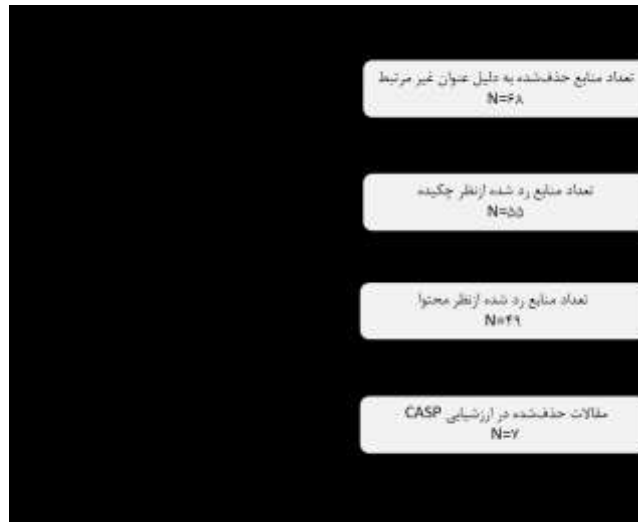 تعداد منابع حذف‌شده به دلیل عنوان غیر مرتبط
N=۶۸
تعداد منابع رد شده ازنظر چکیده
N=۵۵
تعداد منابع رد شده ازنظر محتوا
N=۴۹
مقالات حذف‌شده در ارزشیابی CASP
N=۷